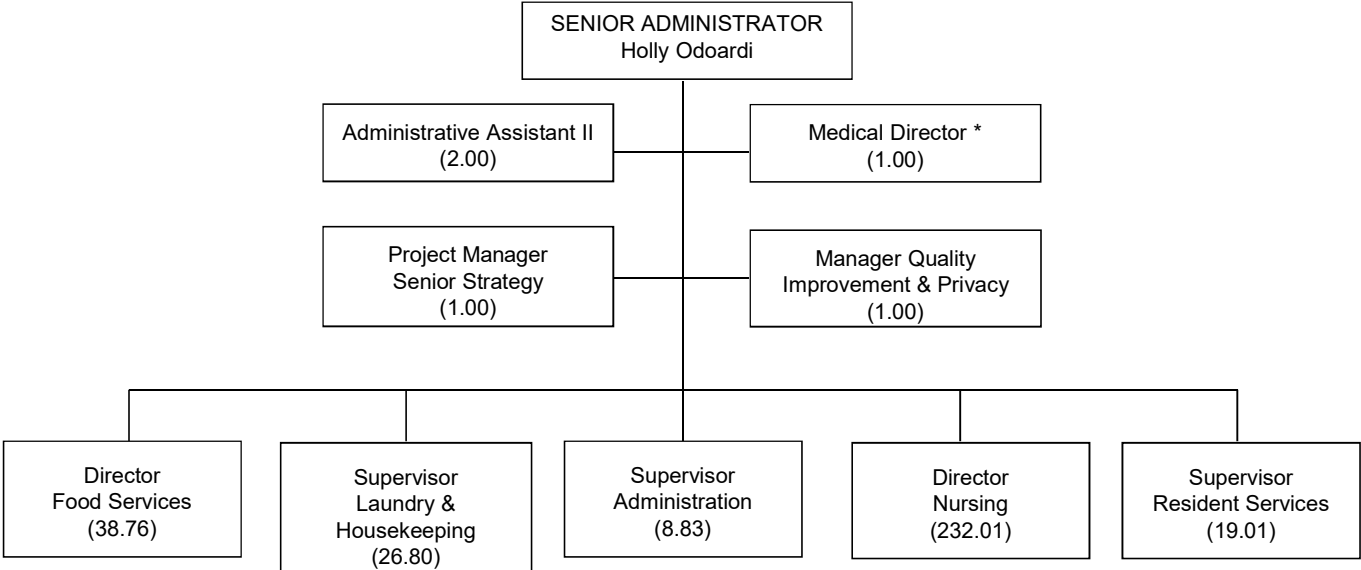 SENIOR ADMINISTRATOR
Holly Odoardi
Administrative Assistant II
(2.00)
Medical Director *
(1.00)
Project Manager
Senior Strategy
(1.00)
Manager Quality
Improvement & Privacy
(1.00)
Director
Food Services
(38.76)
Supervisor
Laundry &
Housekeeping
(26.80)
Supervisor
Administration
(8.83)
Director
Nursing
(232.01)
Supervisor
Resident Services
(19.01)